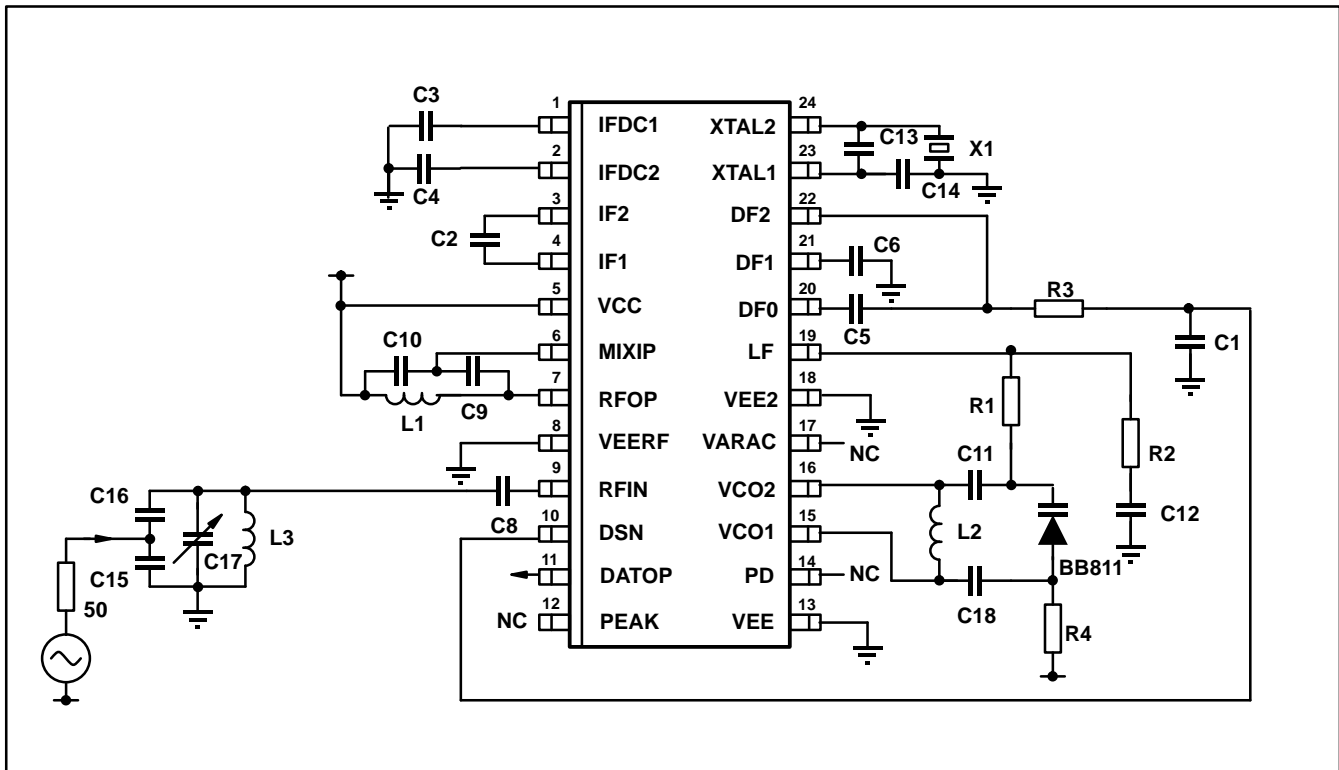 C3
1
IFDC1
XTAL2
24
C13
X1
2
IFDC2
XTAL1
23
C4
C14
3
IF2
DF2
22
C2
4
IF1
DF1
21
C6
5
VCC
DF0
20
C5
R3
C10
6
MIXIP
LF
19
C1
7
RFOP
VEE2
18
L1
C9
R1
8
VEERF
VARAC
17
NC
R2
C16
9
RFIN
VCO2
16
C11
C8
C12
L3
C17
10
DSN
VCO1
15
L2
C15
BB811
50
11
DATOP
PD
14
NC
C18
NC
12
PEAK
VEE
13
R4